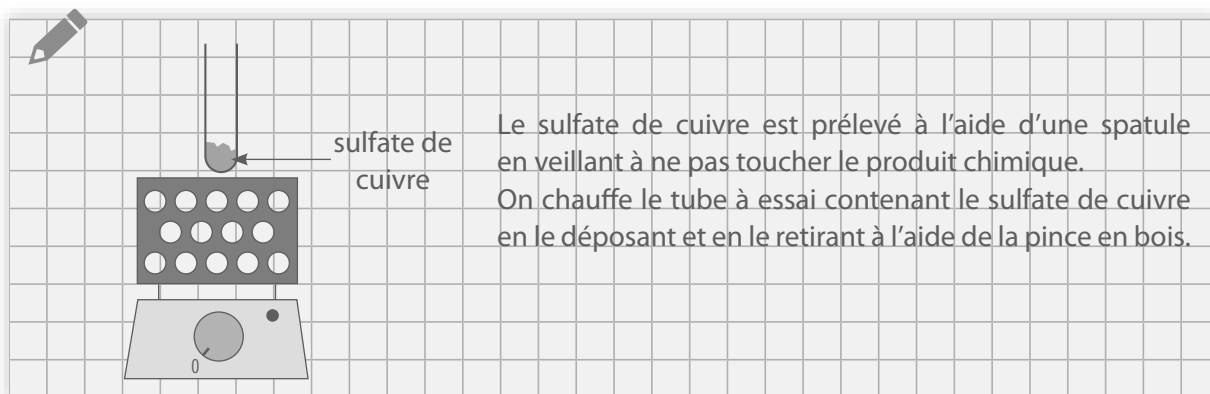 sulfate de
cuivre
Le sulfate de cuivre est prélevé à l’aide d’une spatule
en veillant à ne pas toucher le produit chimique.
On chauffe le tube à essai contenant le sulfate de cuivre
en le déposant et en le retirant à l’aide de la pince en bois.
0